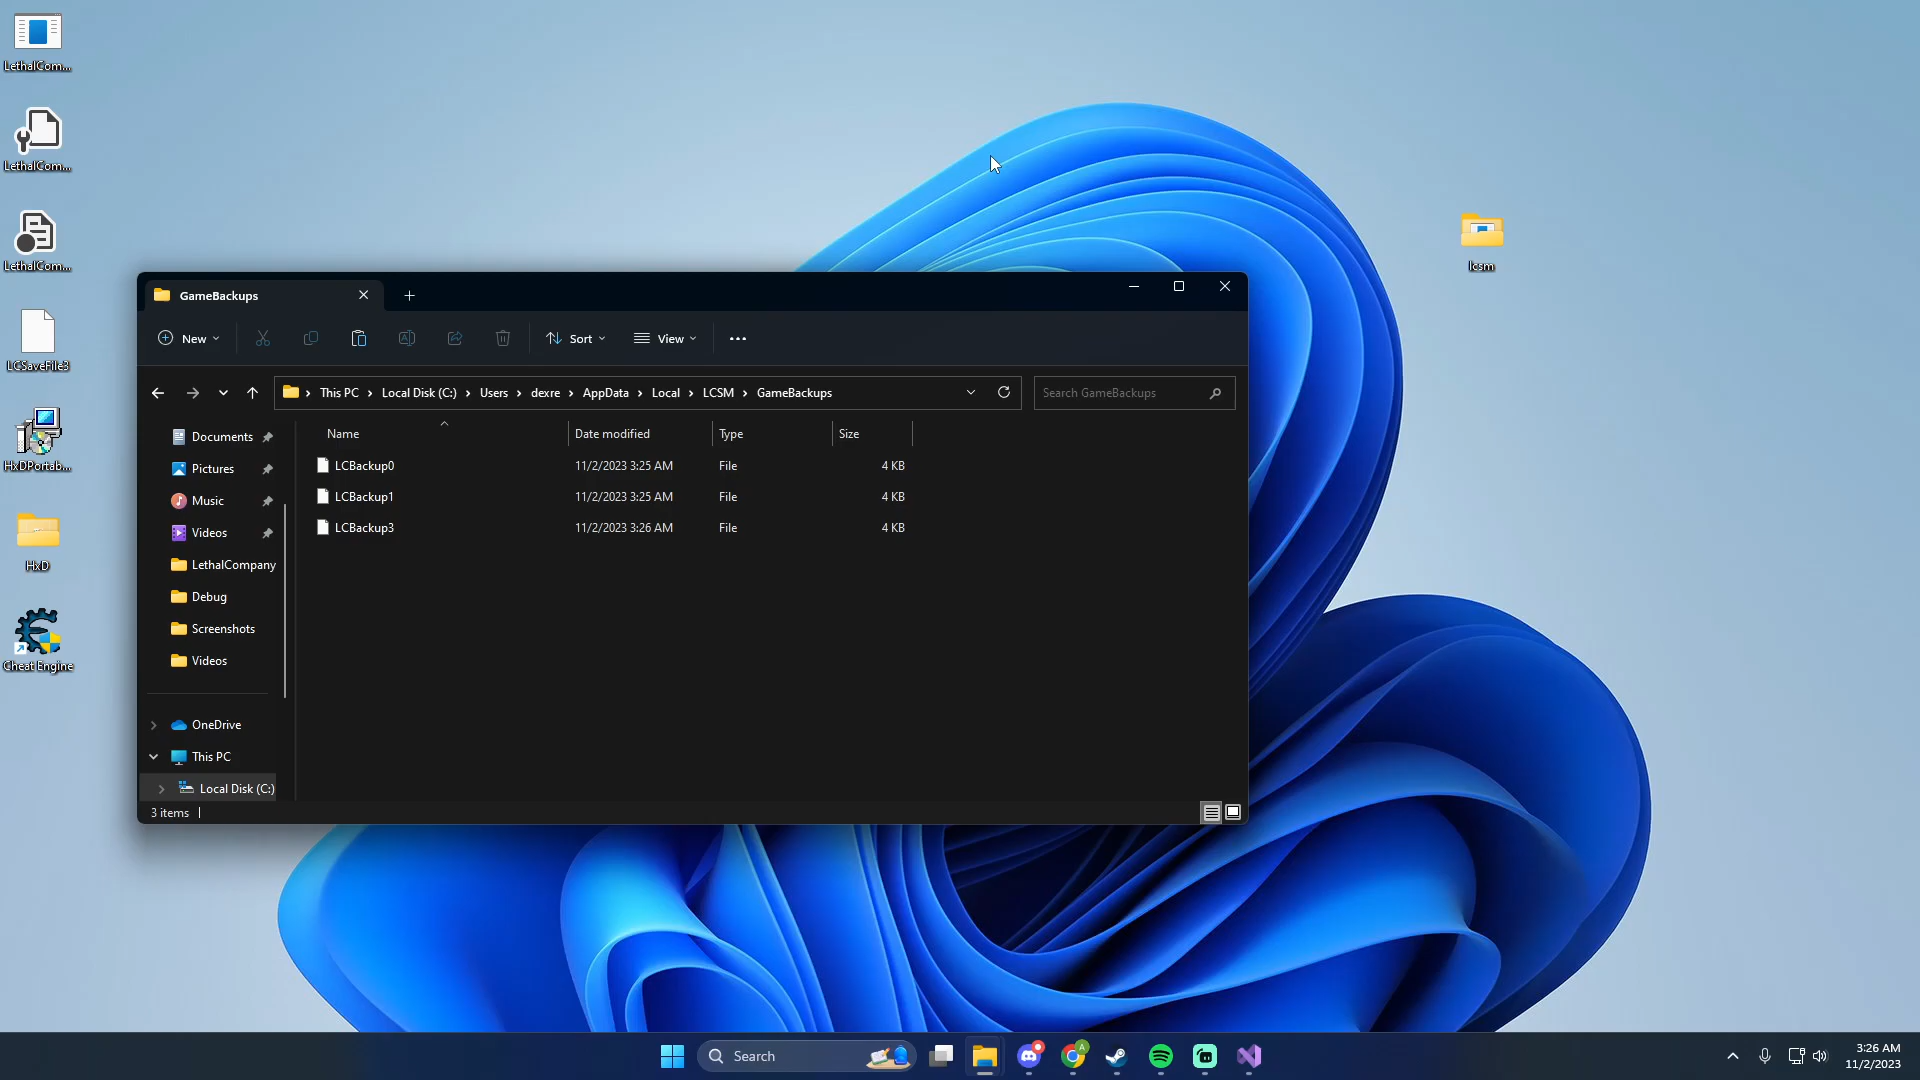 LethalCom...
LethalCom...
LethalCom...
LCSaveFile3
HxDPortab...
HxD
Cheat Engine
lcsm
GameBackups
New
Sort
View
This PC > Local Disk (C:) > Users > dexre > AppData > Local > LCSM > GameBackups
Search GameBackups
Documents
Pictures
Music
Videos
LethalCompany
Debug
Screenshots
Videos
OneDrive
This PC
Local Disk (C:)
Name Date modified Type Size
LCBackup0 11/2/2023 3:25 AM File 4 KB
LCBackup1 11/2/2023 3:25 AM File 4 KB
LCBackup3 11/2/2023 3:26 AM File 4 KB
3 items
Search
A
3:26 AM
11/2/2023